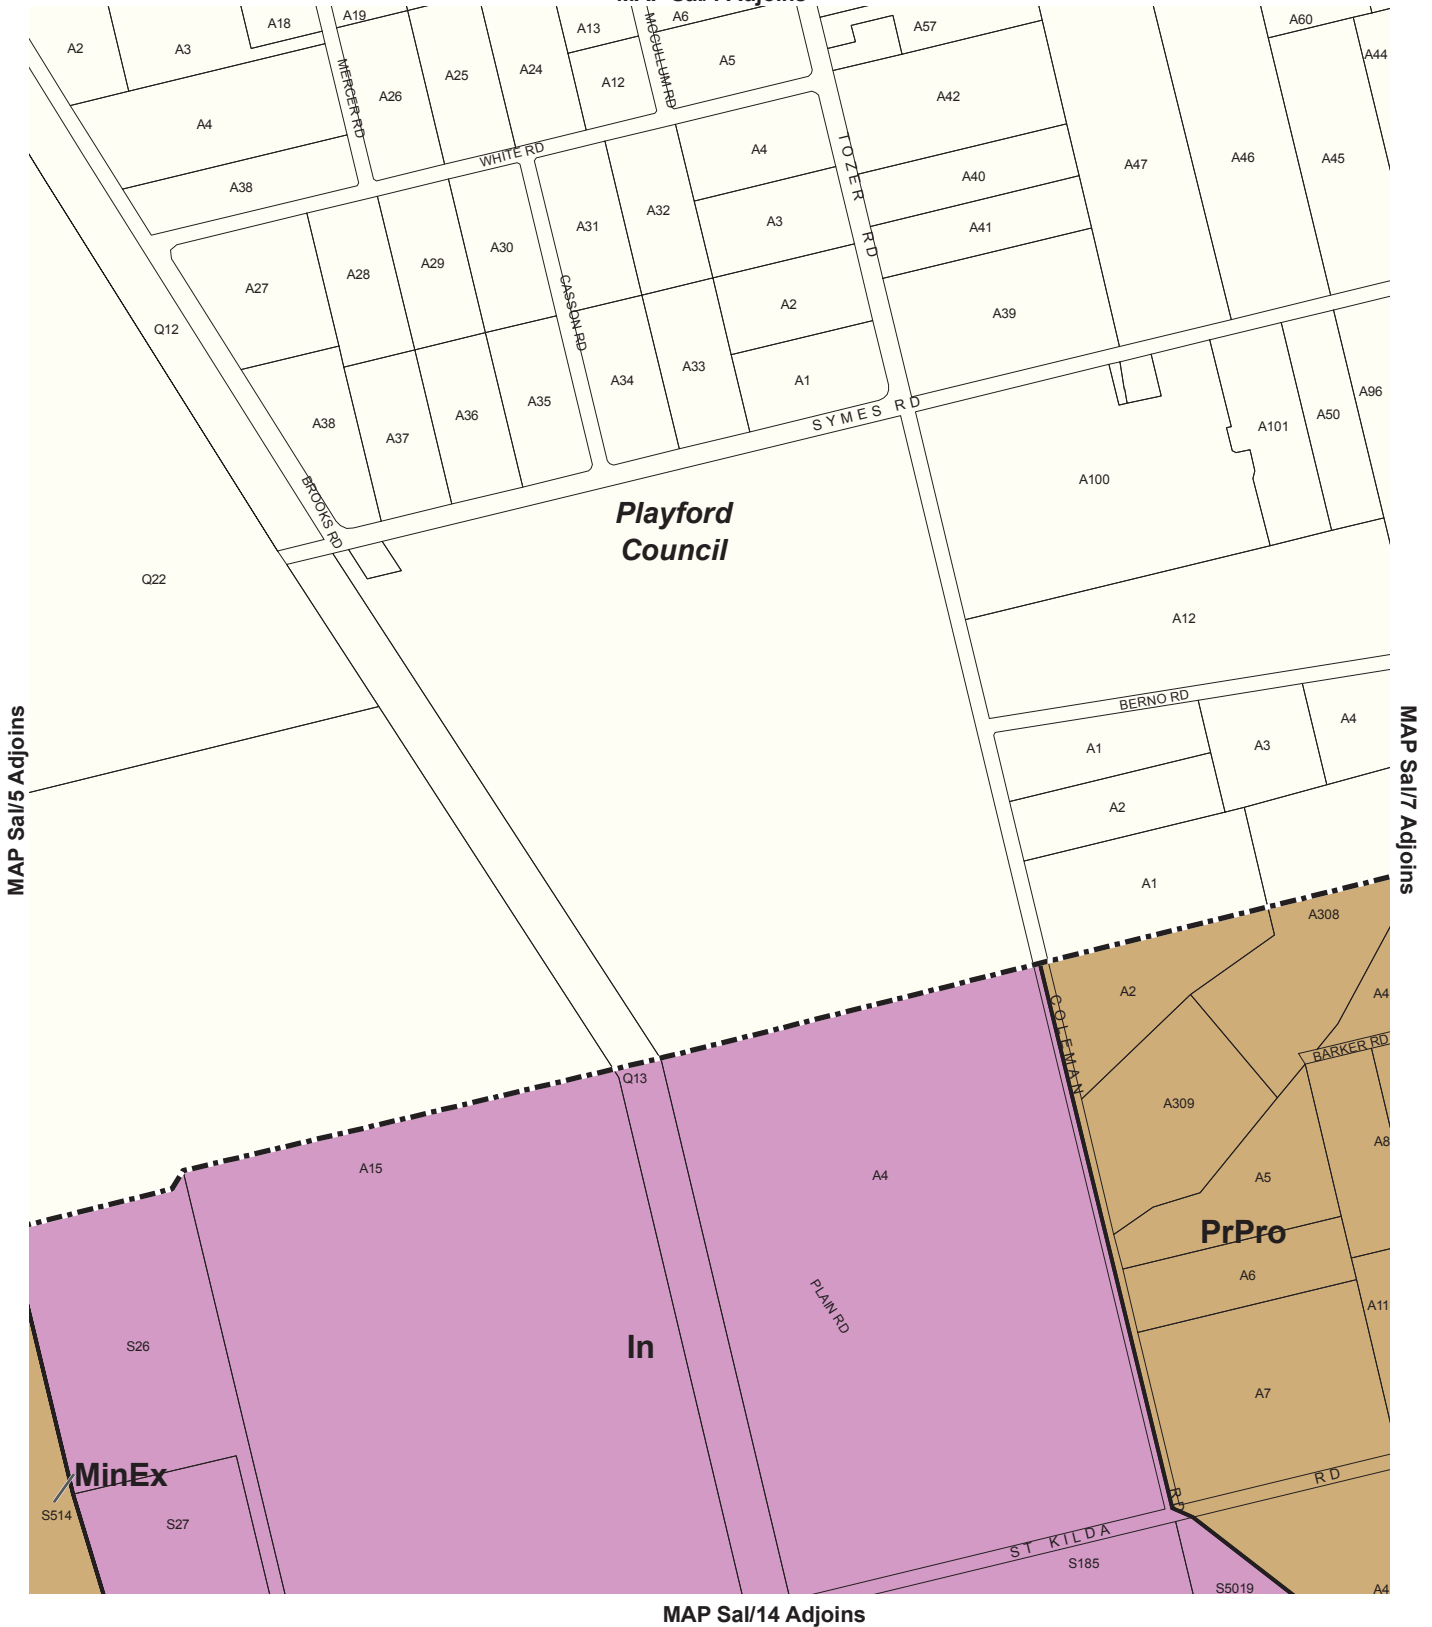 A18
A19
A13
A6
A57
A60
A2
A3
A5
A44
A25
A24
A12
A26
MERCER RD
MCCULLUM RD
A42
A4
WHITE RD
A4
TOZER RD
A47
A46
A45
A38
A40
A32
A31
A3
A41
A30
A29
A28
A27
CASSON RD
A2
A39
Q12
A33
A34
A1
A96
A35
SYMES RD
A36
A50
A38
A37
A101
A100
BROOKS RD
Playford
Council
Q22
A12
BERNO RD
A4
A1
A3
MAP Sal/5 Adjoins
MAP Sal/7 Adjoins
A2
A1
A308
A2
A4
COLEMAN
BARKER RD
Q13
A309
A8
A15
A4
A5
PrPro
A6
PLAIN RD
A11
In
S26
A7
MinEx
RD
RD
S514
S27
ST KILDA
S185
S5019
A4
MAP Sal/14 Adjoins